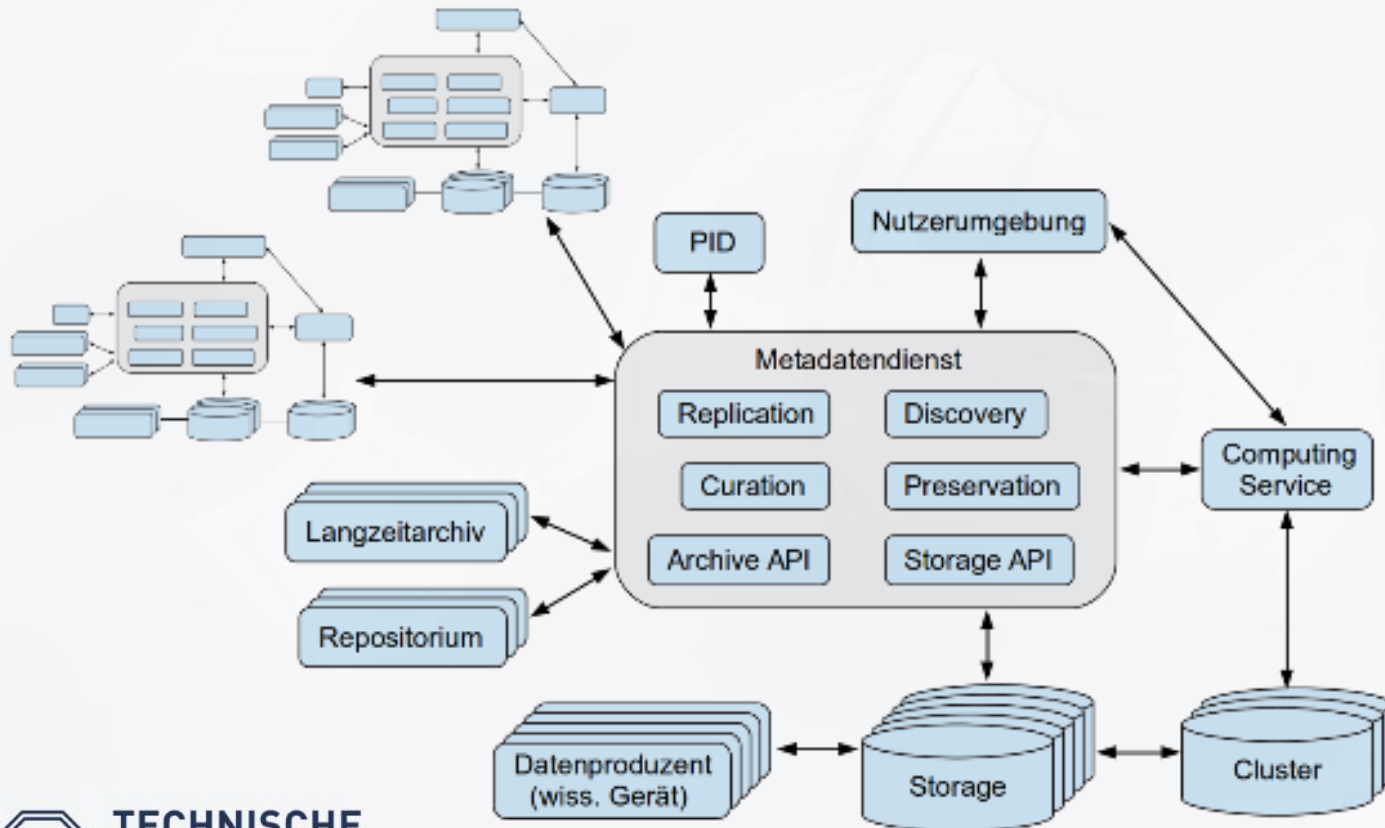 PID
Nutzerumgebung
Metadatendienst
Replication
Discovery
Curation
Preservation
Archive API
Storage API
Computing
Service
Langzeitarchiv
Repositorium
Datenproduzent
(wiss. Gerät)
Storage
Cluster
TECHNISCHE